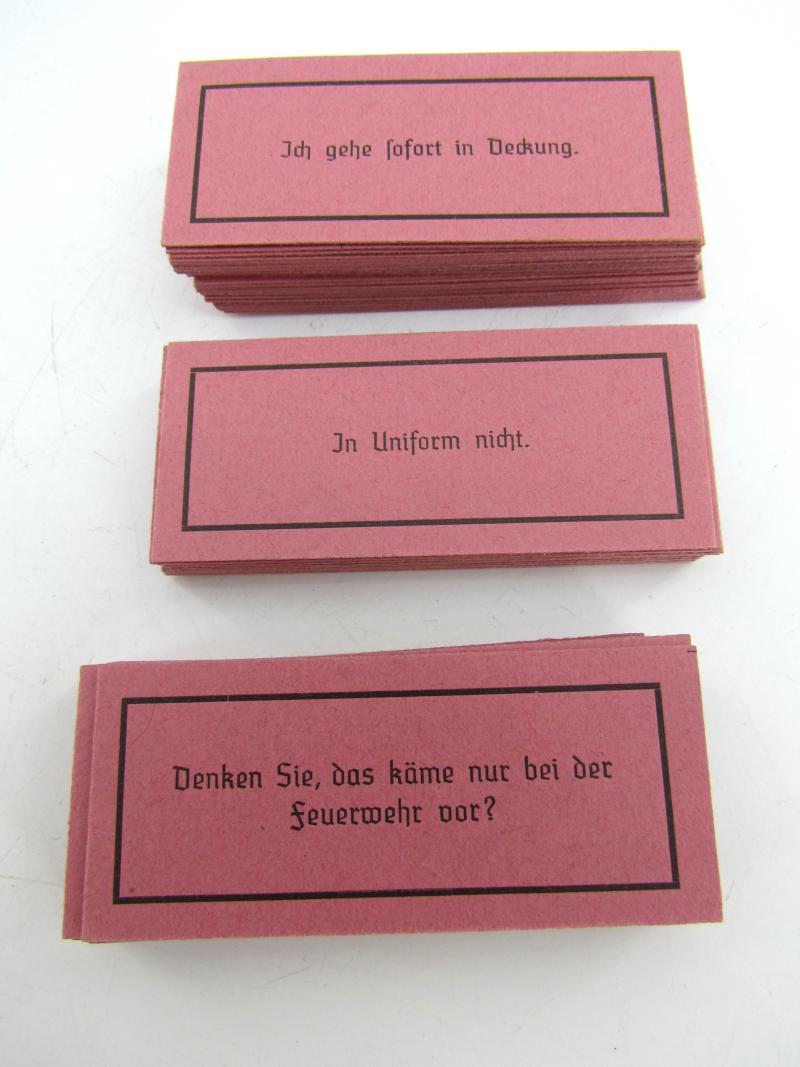 Ich gehe sofort in Deckung.
In Uniform nicht.
Denken Sie, das käme nur bei der
Feuerwehr vor?